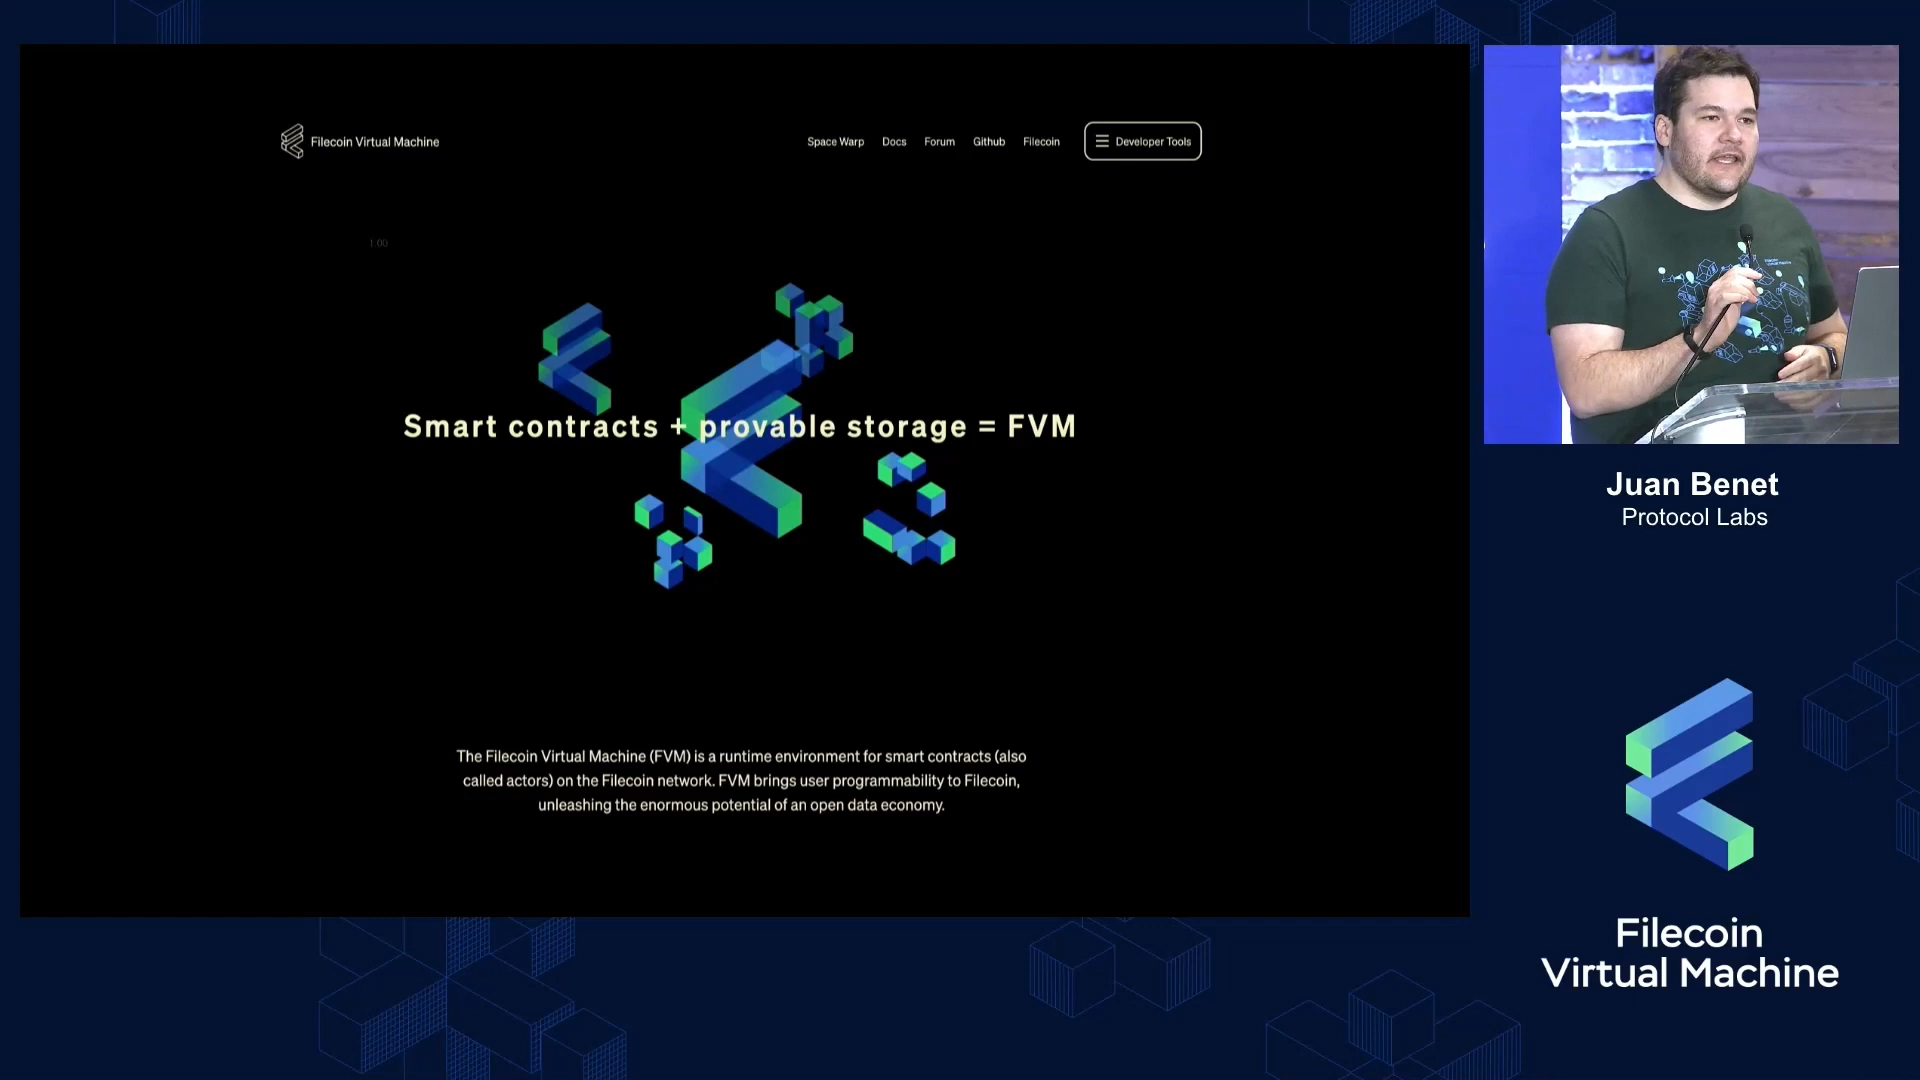 Filecoin Virtual Machine
Space Warp Docs Forum Github Filecoin Developer Tools
1.00
Smart contracts + provable storage = FVM
The Filecoin Virtual Machine (FVM) is a runtime environment for smart contracts (also
called actors) on the Filecoin network. FVM brings user programmability to Filecoin,
unleashing the enormous potential of an open data economy.
Juan Benet
Protocol Labs
Filecoin
Virtual Machine